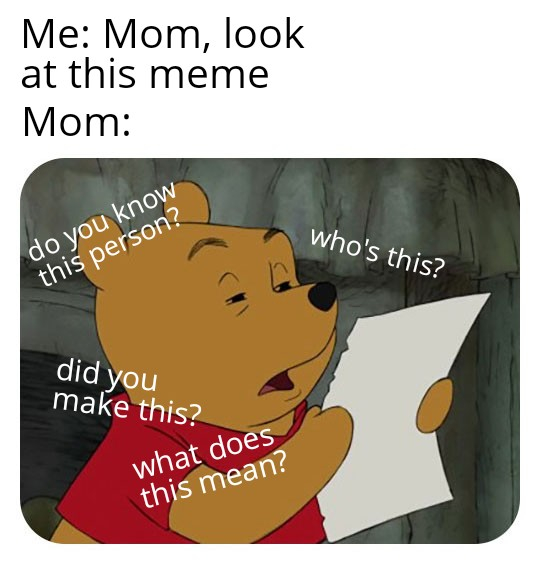 Me: Mom, look
at this meme
Mom:
do you know
this person?
who's this?
did you
make this?
what does
this mean?